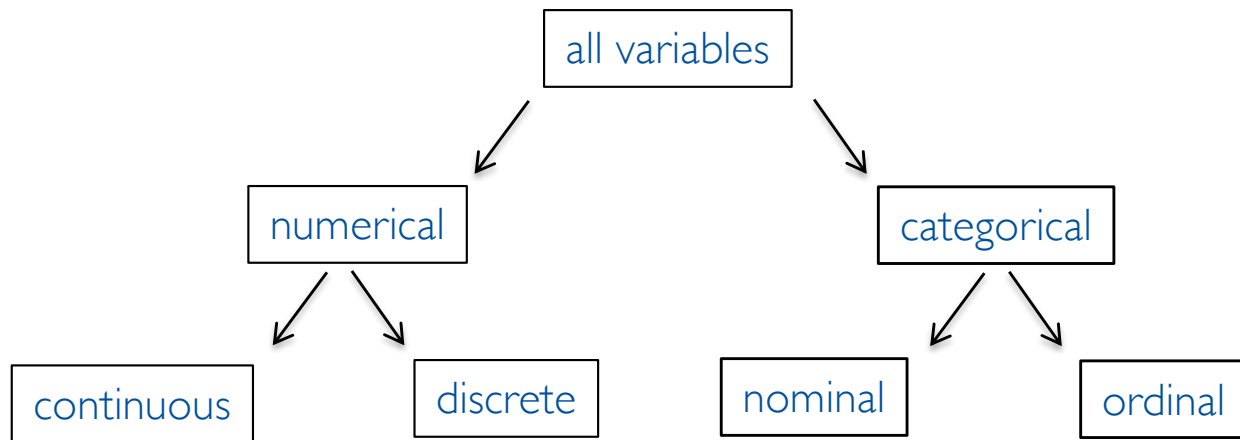 all variables
numerical
categorical
continuous
discrete
nominal
ordinal